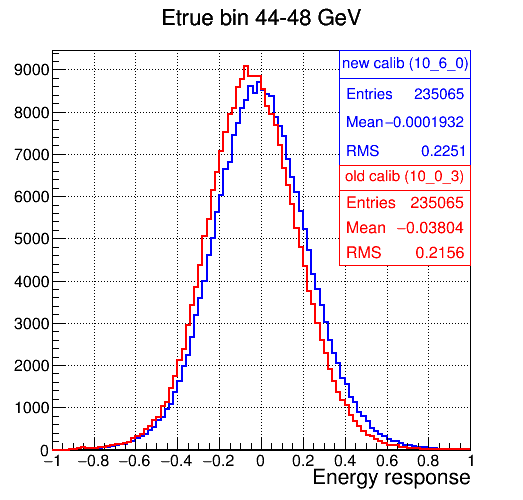 Etrue bin 44-48 GeV
new calib (10_6_0)
Entries 235065
Mean −0.0001932
RMS 0.2251
old calib (10_0_3)
Entries 235065
Mean −0.03804
RMS 0.2156
9000
8000
7000
6000
5000
4000
3000
2000
1000
0
−1 −0.8 −0.6 −0.4 −0.2 0 0.2 0.4 0.6 0.8 1
Energy response